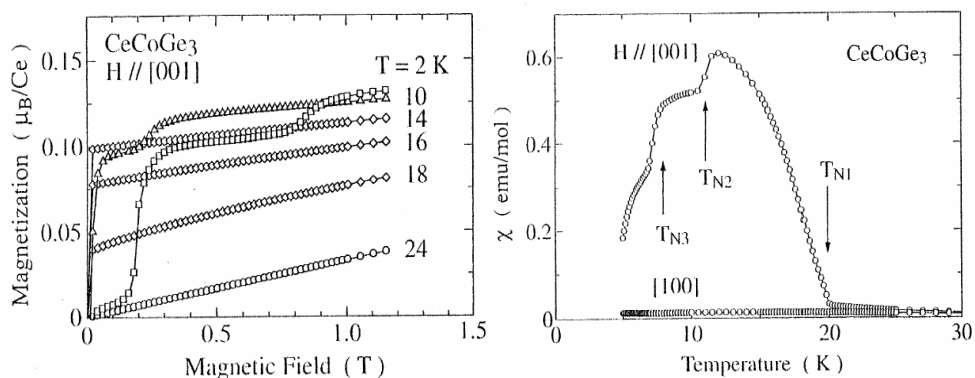 0.15
0.10
0.05
0
CeCoGe3
H // [001]
T = 2 K
10
14
16
18
24
0
0.5
1.0
1.5
Magnetization ( μB/Ce )
Magnetic Field ( T )
0.6
0.4
0.2
0
H // [001]
CeCoGe3
TN2
TN1
TN3
[100]
0
10
20
30
χ ( emu/mol )
Temperature ( K )